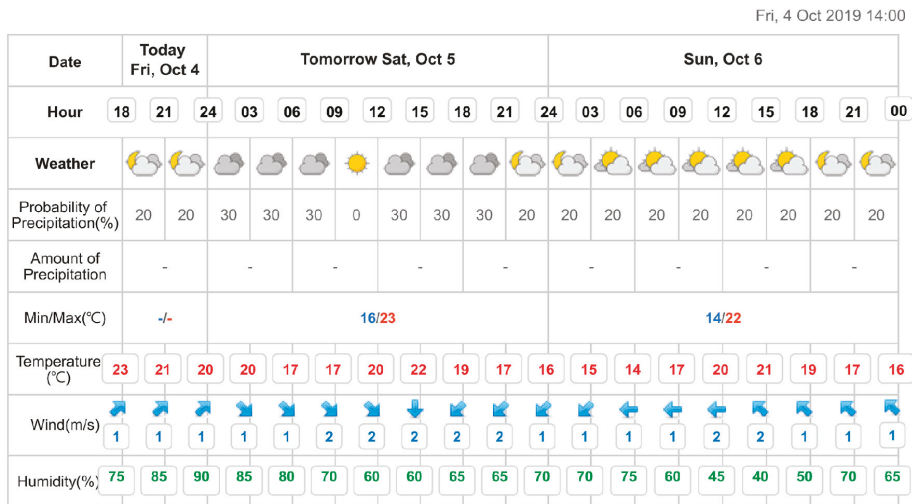 Fri, 4 Oct 2019 14:00
Date Today Fri, Oct 4 Tomorrow Sat, Oct 5 Sun, Oct 6
Hour 18 21 24 03 06 09 12 15 18 21 24 03 06 09 12 15 18 21 00
Weather
Probability of
Precipitation(%) 20 20 30 30 30 0 30 30 30 20 20 20 20 20 20 20 20 20
Amount of
Precipitation - - - - - - - - -
Min/Max(℃) -/- 16/23 14/22
Temperature
(℃) 23 21 20 20 17 17 20 22 19 17 16 15 14 17 20 21 19 17 16
Wind(m/s) 1 1 1 1 1 2 2 2 2 2 1 1 1 1 2 2 1 1 1
Humidity(%) 75 85 90 85 80 70 60 60 65 65 70 70 75 60 45 40 50 70 65